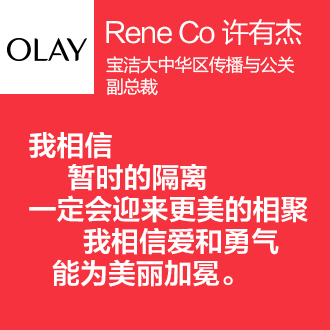 OLAY
Rene Co 许有杰
宝洁大中华区传播与公关
副总裁
我相信
暂时的隔离
一定会迎来更美的相聚
我相信爱和勇气
能为美丽加冕。